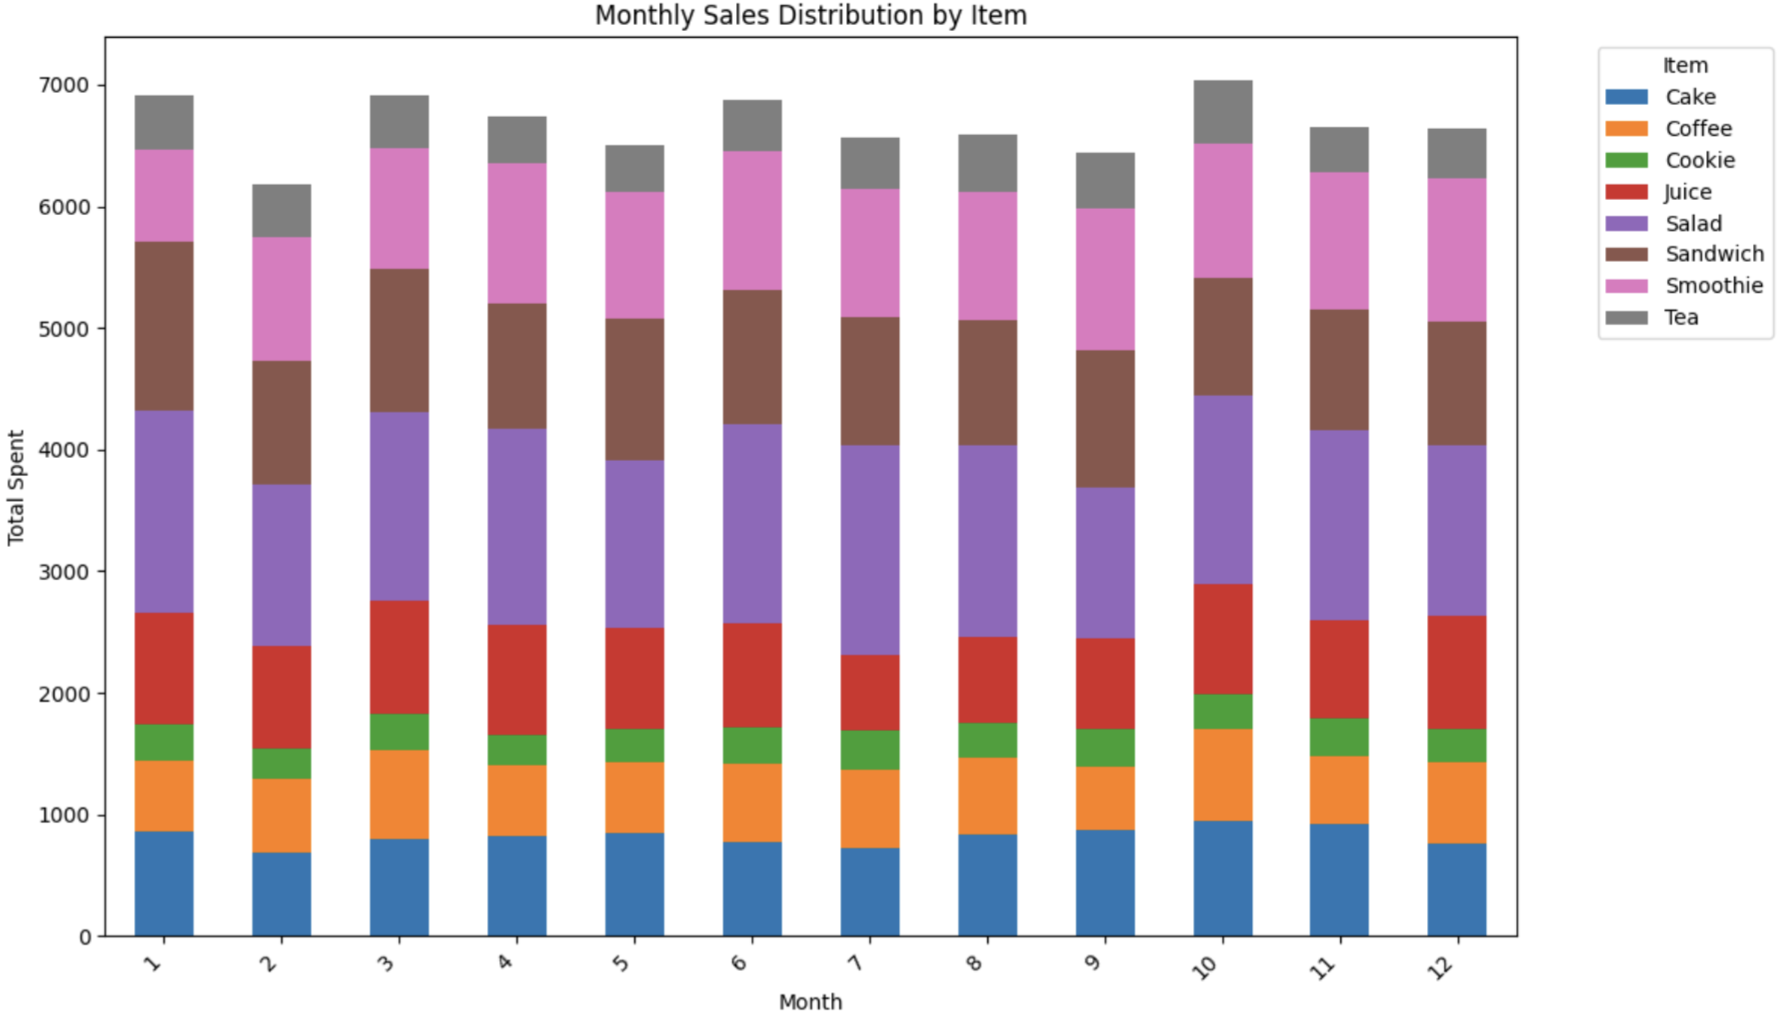 Monthly Sales Distribution by Item
Total Spent
7000
6000
5000
4000
3000
2000
1000
0
1 2 3 4 5 6 7 8 9 10 11 12
Month
Item
Cake
Coffee
Cookie
Juice
Salad
Sandwich
Smoothie
Tea